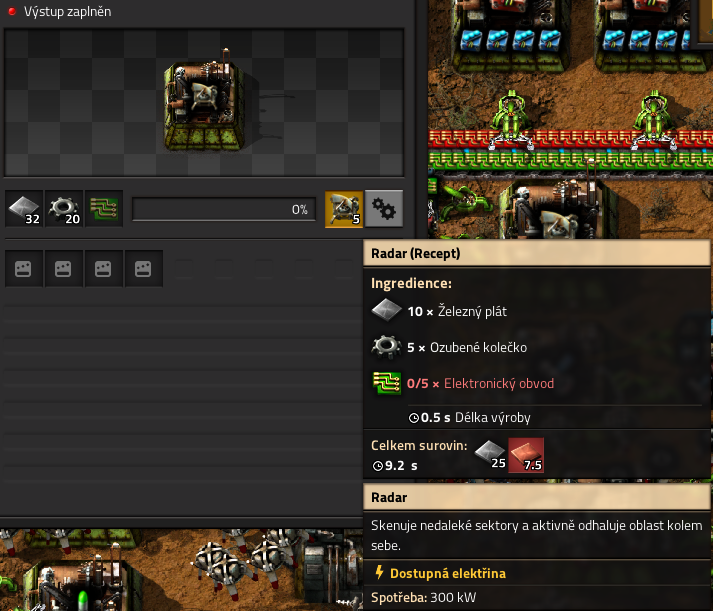 Výstup zaplněn
32 20 0% 5
Radar (Recept)
Ingredience:
10 × Železný plát
5 × Ozubené kolečko
0/5 × Elektronický obvod
0.5 s Délka výroby
Celkem surovin: 25 7.5
9.2 s
Radar
Skenuje nedaleké sektory a aktivně odhaluje oblast kolem
sebe.
Dostupná elektřina
Spotřeba: 300 kW